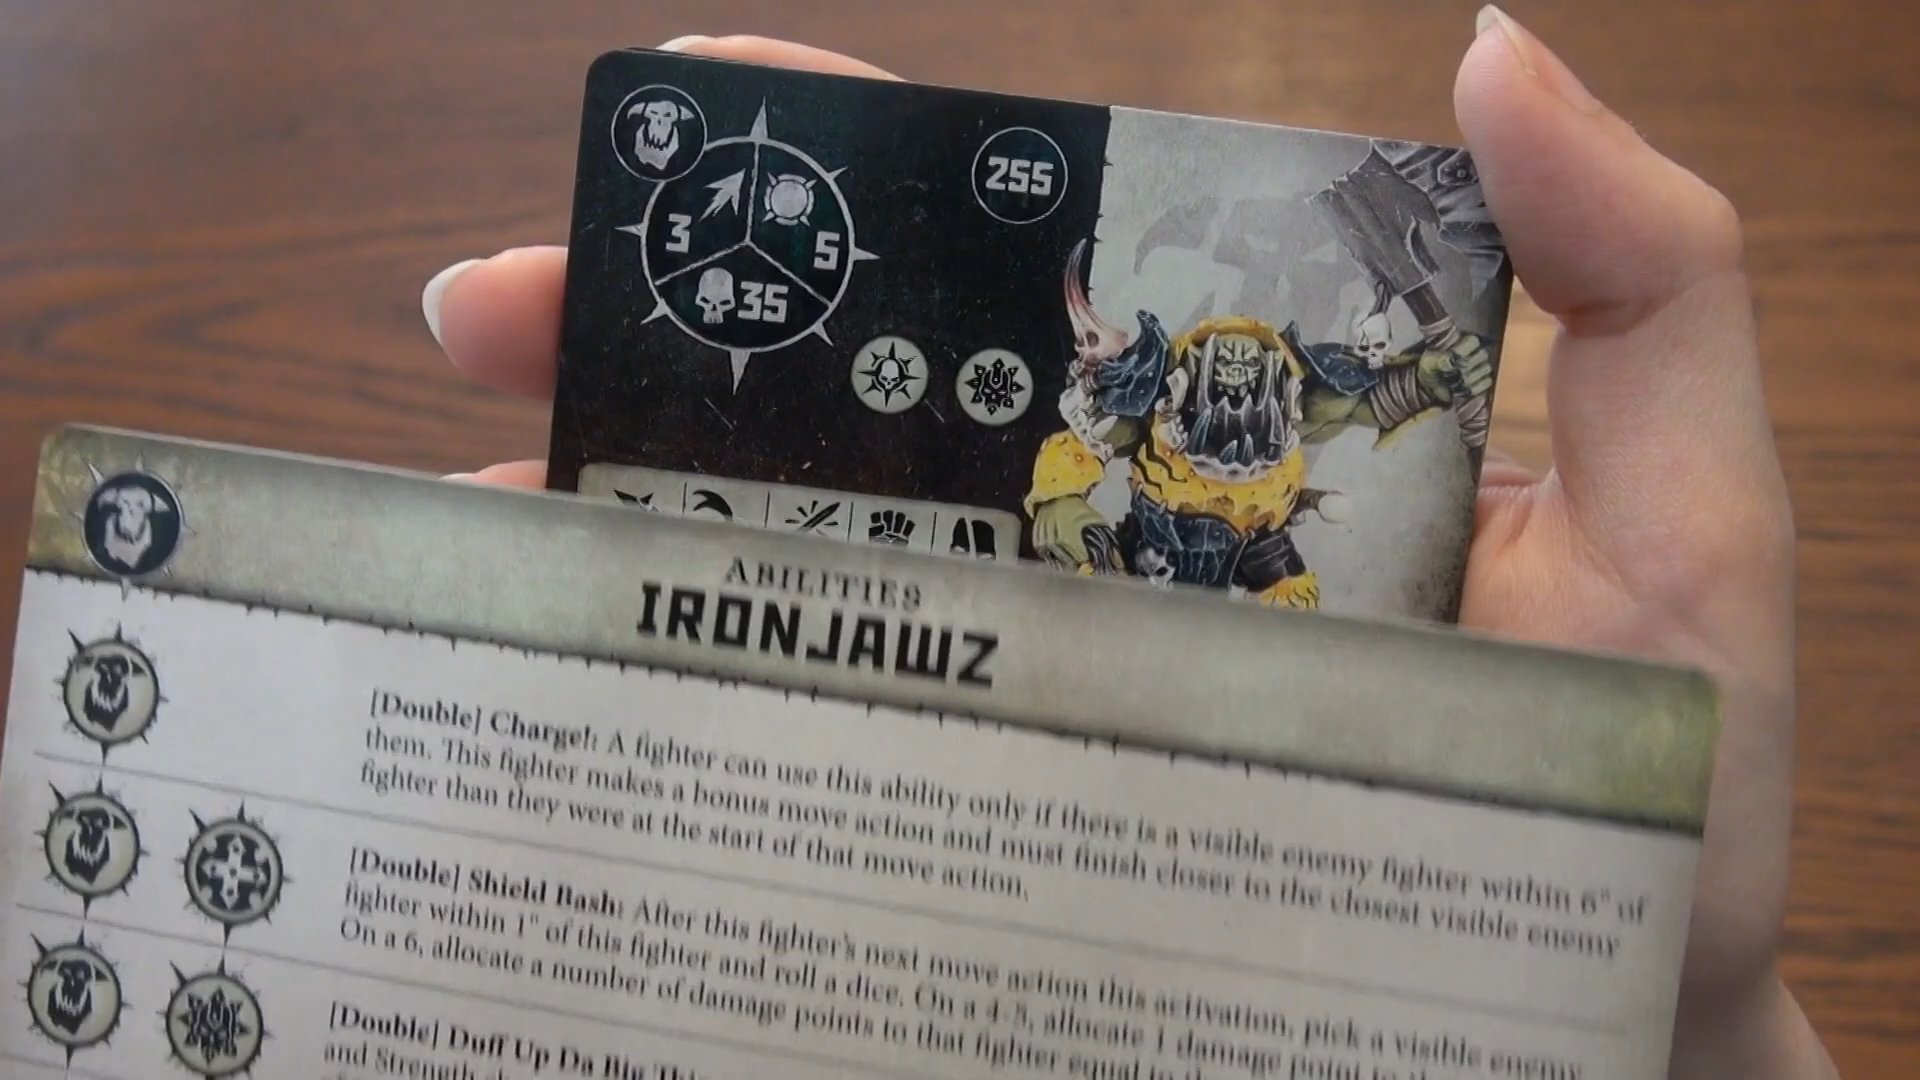 255
3
5
35
ABILITIES
IRONJAWZ
[Double] Charge!: A fighter can use this ability only if there is a visible enemy fighter within 6" of
them. This fighter makes a bonus move action and must finish closer to the closest visible enemy
fighter than they were at the start of that move action.
[Double] Shield Bash: After this fighter's next move action this activation, pick a visible enemy
fighter within 1" of this fighter and roll a dice. On a 4-5, allocate 1 damage point to
On a 6, allocate a number of damage points to that fighter equal to
[Double] Duff Up Da Big
and Strength